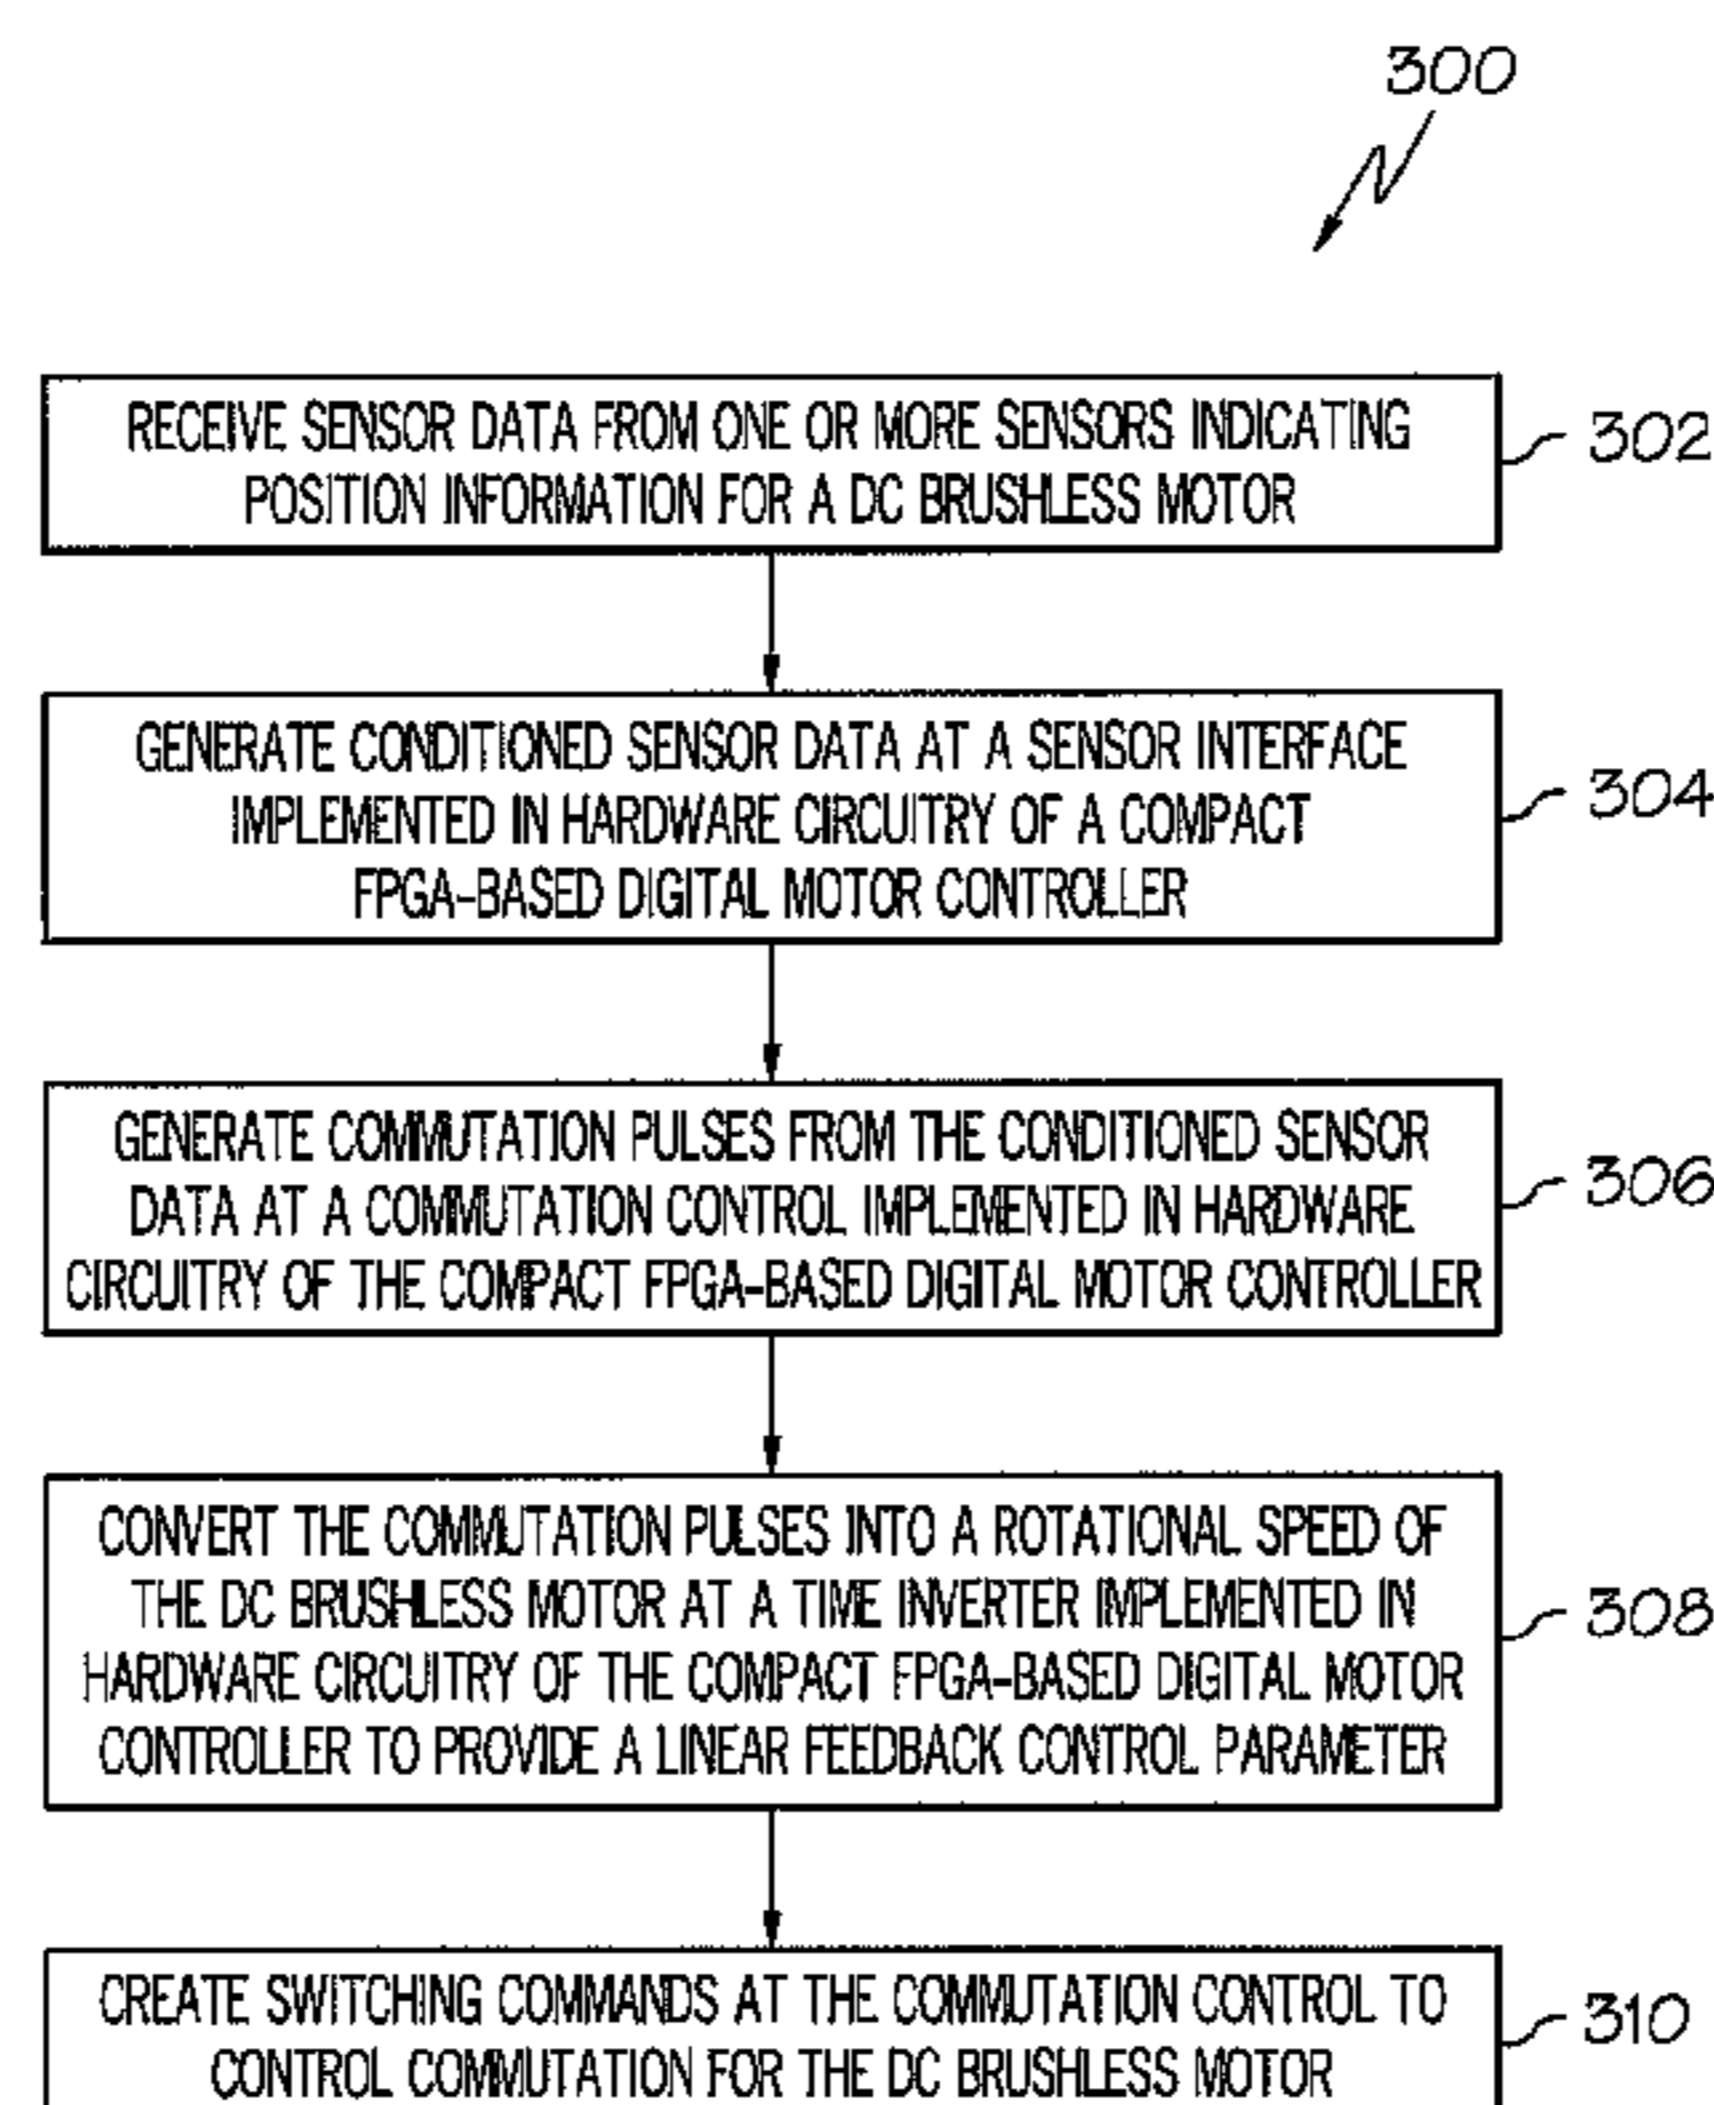 300
RECEIVE SENSOR DATA FROM ONE OR MORE SENSORS INDICATING
POSITION INFORMATION FOR A DC BRUSHLESS MOTOR
302
GENERATE CONDITIONED SENSOR DATA AT A SENSOR INTERFACE
IMPLEMENTED IN HARDWARE CIRCUITRY OF A COMPACT
FPGA-BASED DIGITAL MOTOR CONTROLLER
304
GENERATE COMMUTATION PULSES FROM THE CONDITIONED SENSOR
DATA AT A COMMUTATION CONTROL IMPLEMENTED IN HARDWARE
CIRCUITRY OF THE COMPACT FPGA-BASED DIGITAL MOTOR CONTROLLER
306
CONVERT THE COMMUTATION PULSES INTO A ROTATIONAL SPEED OF
THE DC BRUSHLESS MOTOR AT A TIME INVERTER IMPLEMENTED IN
HARDWARE CIRCUITRY OF THE COMPACT FPGA-BASED DIGITAL MOTOR
CONTROLLER TO PROVIDE A LINEAR FEEDBACK CONTROL PARAMETER
308
CREATE SWITCHING COMMANDS AT THE COMMUTATION CONTROL TO
CONTROL COMMUTATION FOR THE DC BRUSHLESS MOTOR
310